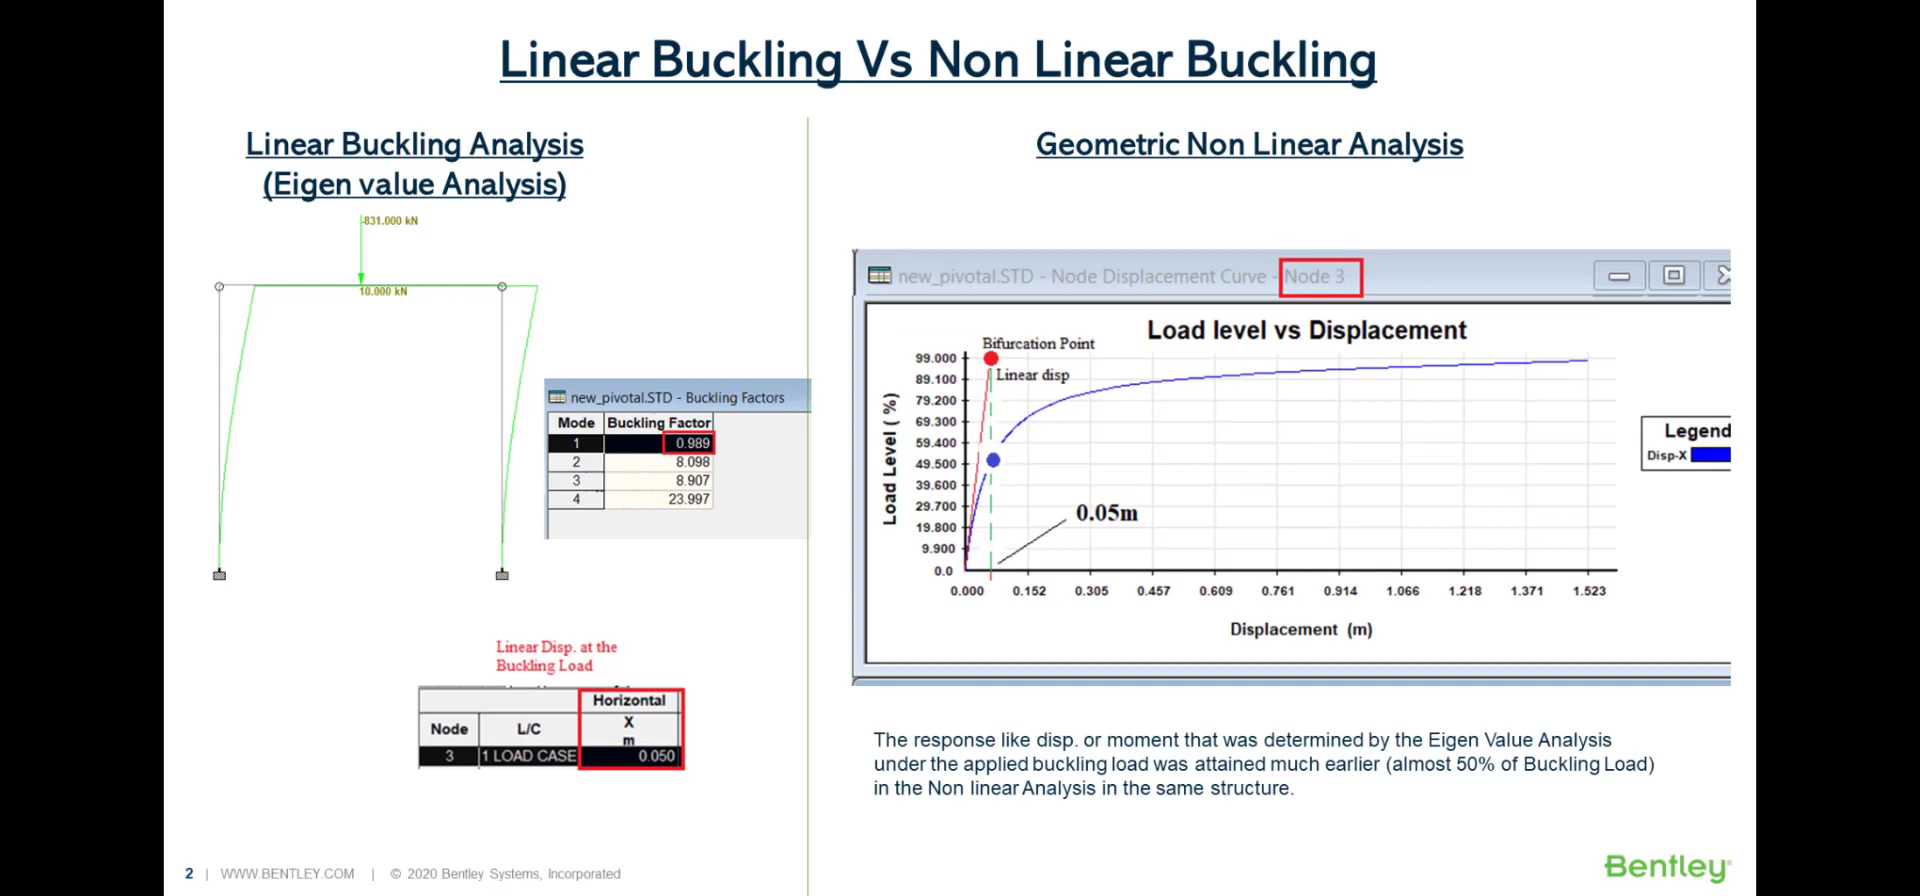 Linear Buckling Vs Non Linear Buckling
Linear Buckling Analysis
(Eigen value Analysis)
-831.000 kN
10.000 kN
new_pivotal.STD - Buckling Factors
Mode Buckling Factor
1 0.989
2 8.098
3 8.907
4 23.997
Linear Disp. at the
Buckling Load
Horizontal
Node L/C X
m
3 1 LOAD CASE 0.050
Geometric Non Linear Analysis
new_pivotal.STD - Node Displacement Curve - Node 3
Load level vs Displacement
Bifurcation Point
Linear disp
Load Level ( %)
99.000
89.100
79.200
69.300
59.400
49.500
39.600
29.700
19.800
9.900
0.0
0.05m
0.000 0.152 0.305 0.457 0.609 0.761 0.914 1.066 1.218 1.371 1.523
Displacement (m)
Legend
Disp-X
The response like disp. or moment that was determined by the Eigen Value Analysis
under the applied buckling load was attained much earlier (almost 50% of Buckling Load)
in the Non linear Analysis in the same structure.
2 | WWW.BENTLEY.COM | © 2020 Bentley Systems, Incorporated
Bentley